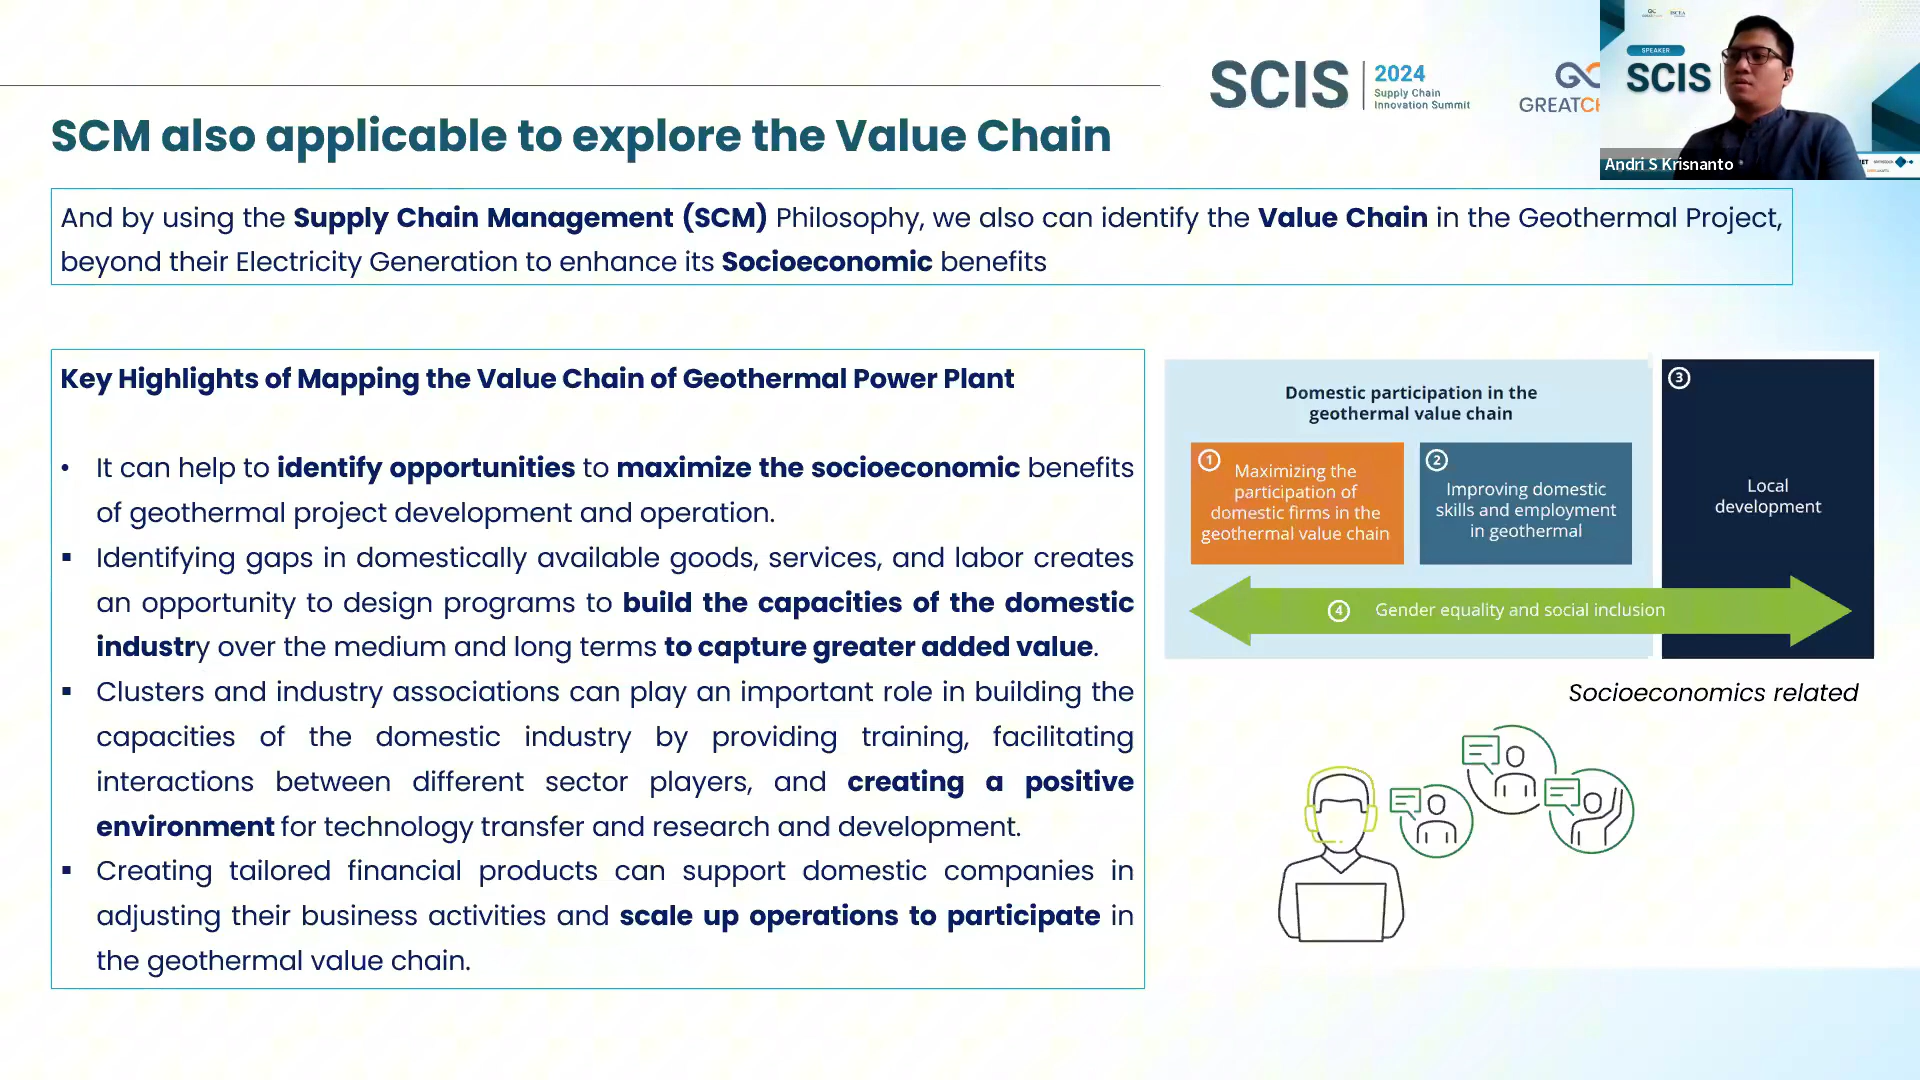 SCIS
2024
Supply Chain
Innovation Summit
GREATC
SPEAKER
SCIS
Andri S Krisnanto
SCM also applicable to explore the Value Chain
And by using the Supply Chain Management (SCM) Philosophy, we also can identify the Value Chain in the Geothermal Project,
beyond their Electricity Generation to enhance its Socioeconomic benefits
Key Highlights of Mapping the Value Chain of Geothermal Power Plant
• It can help to identify opportunities to maximize the socioeconomic benefits
of geothermal project development and operation.
▪ Identifying gaps in domestically available goods, services, and labor creates
an opportunity to design programs to build the capacities of the domestic
industry over the medium and long terms to capture greater added value.
▪ Clusters and industry associations can play an important role in building the
capacities of the domestic industry by providing training, facilitating
interactions between different sector players, and creating a positive
environment for technology transfer and research and development.
▪ Creating tailored financial products can support domestic companies in
adjusting their business activities and scale up operations to participate in
the geothermal value chain.
Domestic participation in the
geothermal value chain
1
Maximizing the
participation of
domestic firms in the
geothermal value chain
2
Improving domestic
skills and employment
in geothermal
3
Local
development
4 Gender equality and social inclusion
Socioeconomics related